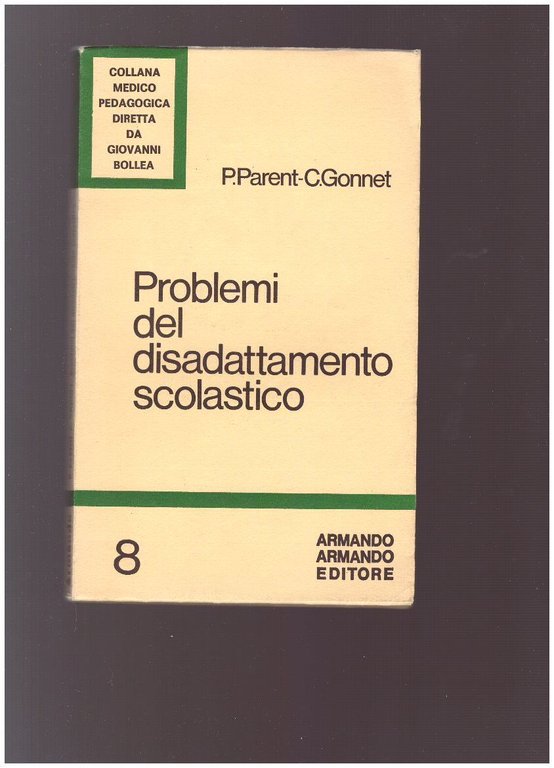 COLLANA
MEDICO
PEDAGOGICA
DIRETTA
DA
GIOVANNI
BOLLEA
P.Parent-C.Gonnet
Problemi
del
disadattamento
scolastico
8
ARMANDO
ARMANDO
EDITORE